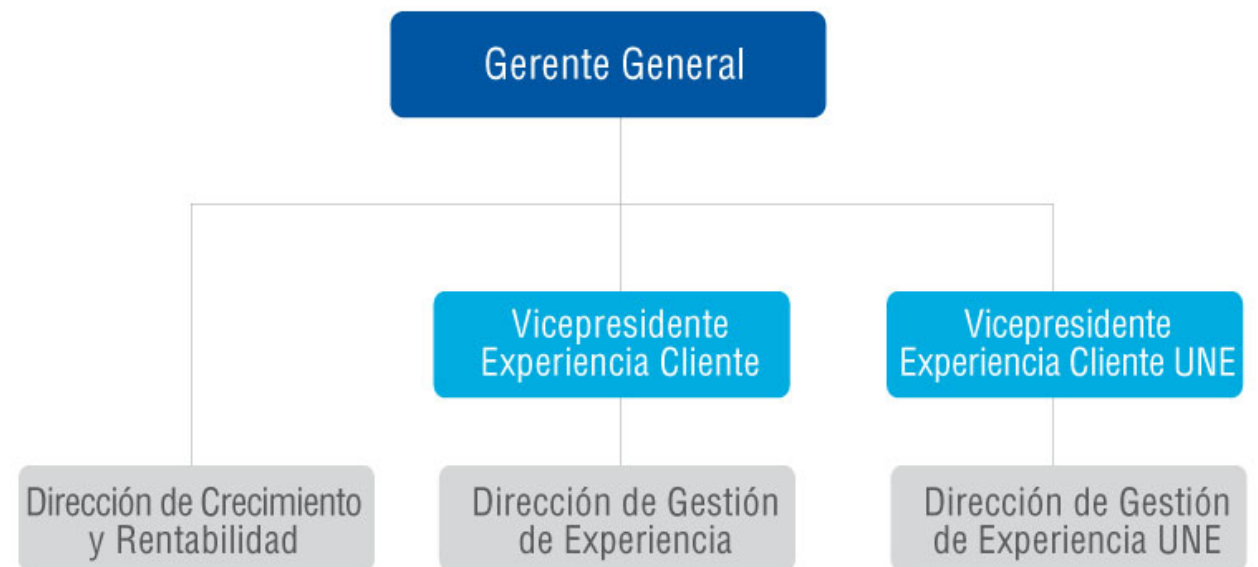 Gerente General
Vicepresidente
Experiencia Cliente
Vicepresidente
Experiencia Cliente UNE
Dirección de Crecimiento
y Rentabilidad
Dirección de Gestión
de Experiencia
Dirección de Gestión
de Experiencia UNE